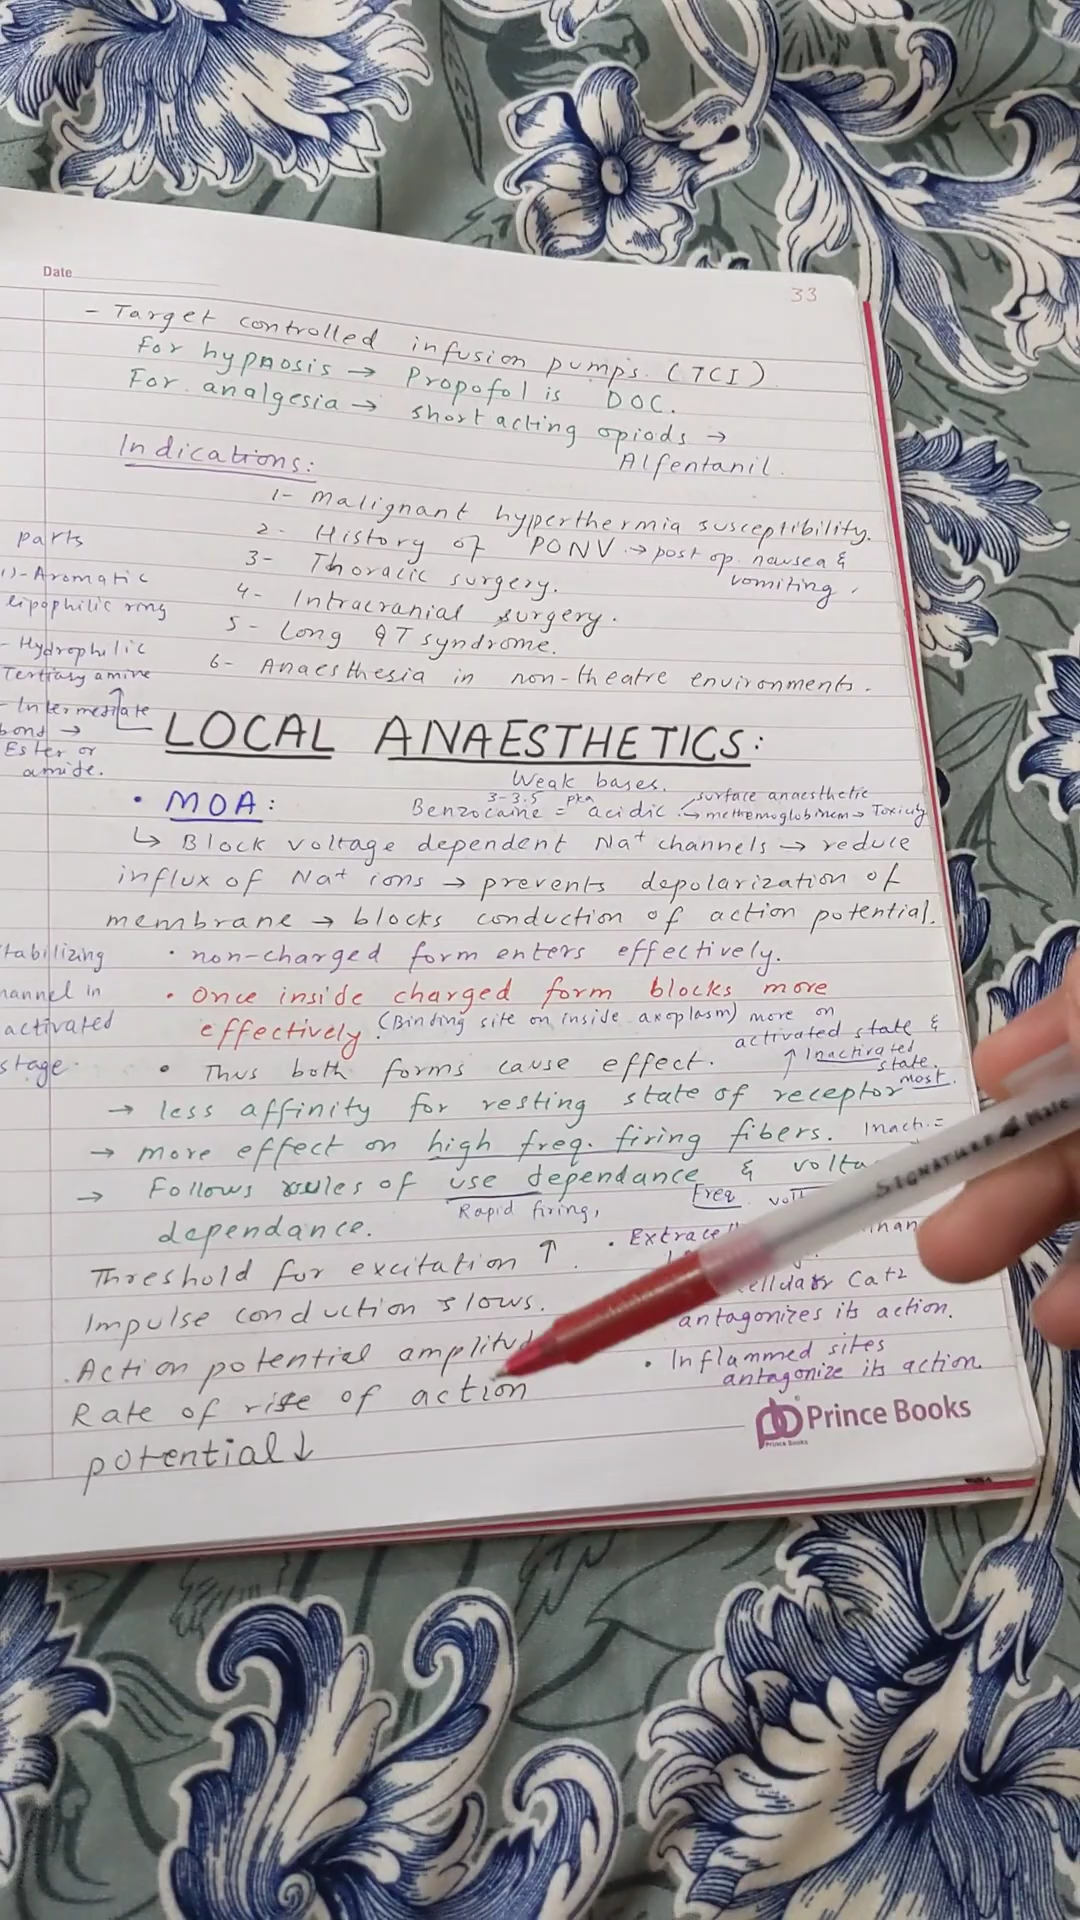 Date
33
- Target controlled infusion pumps. (TCI)
For hypnosis → Propofol is DOC.
For analgesia → short acting opiods →
Alfentanil.
Indications:
1- Malignant hyperthermia susceptibility.
2- History of PONV → post op. nausea &
vomiting.
3- Thoracic surgery.
4- Intracranial surgery.
5- Long QT syndrome.
6- Anaesthesia in non-theatre environments.
parts
1)- Aromatic
lipophilic ring
- Hydrophilic
Tertiary amine
- Intermediate
bond →
Ester or
amide.
LOCAL ANAESTHETICS:
Weak bases.
• MOA:
3-3.5 pka
Benzocaine = acidic → surface anaesthetic
→ methemoglobinem → Toxicity
↳ Block voltage dependent Na+ channels → reduce
influx of Na+ ions → prevents depolarization of
membrane → blocks conduction of action potential.
• non-charged form enters effectively.
• Once inside charged form blocks more
effectively. (Binding site on inside axoplasm)
more on
activated state &
↑ Inactivated
state
most.
• Thus both forms cause effect.
tabilizing
hannel in
activated
stage.
→ less affinity for resting state of receptor
→ more effect on high freq. firing fibers.
→ Follows rules of use dependance &
Freq.
Rapid firing,
dependance.
Threshold for excitation ↑.
Impulse conduction slows.
Action potential
Rate of rise of action
potential ↓
• Ca+2
antagonizes its action.
• Inflammed sites
antagonize its action.
SIGNATURE Mate
pb Prince Books
Prince Books